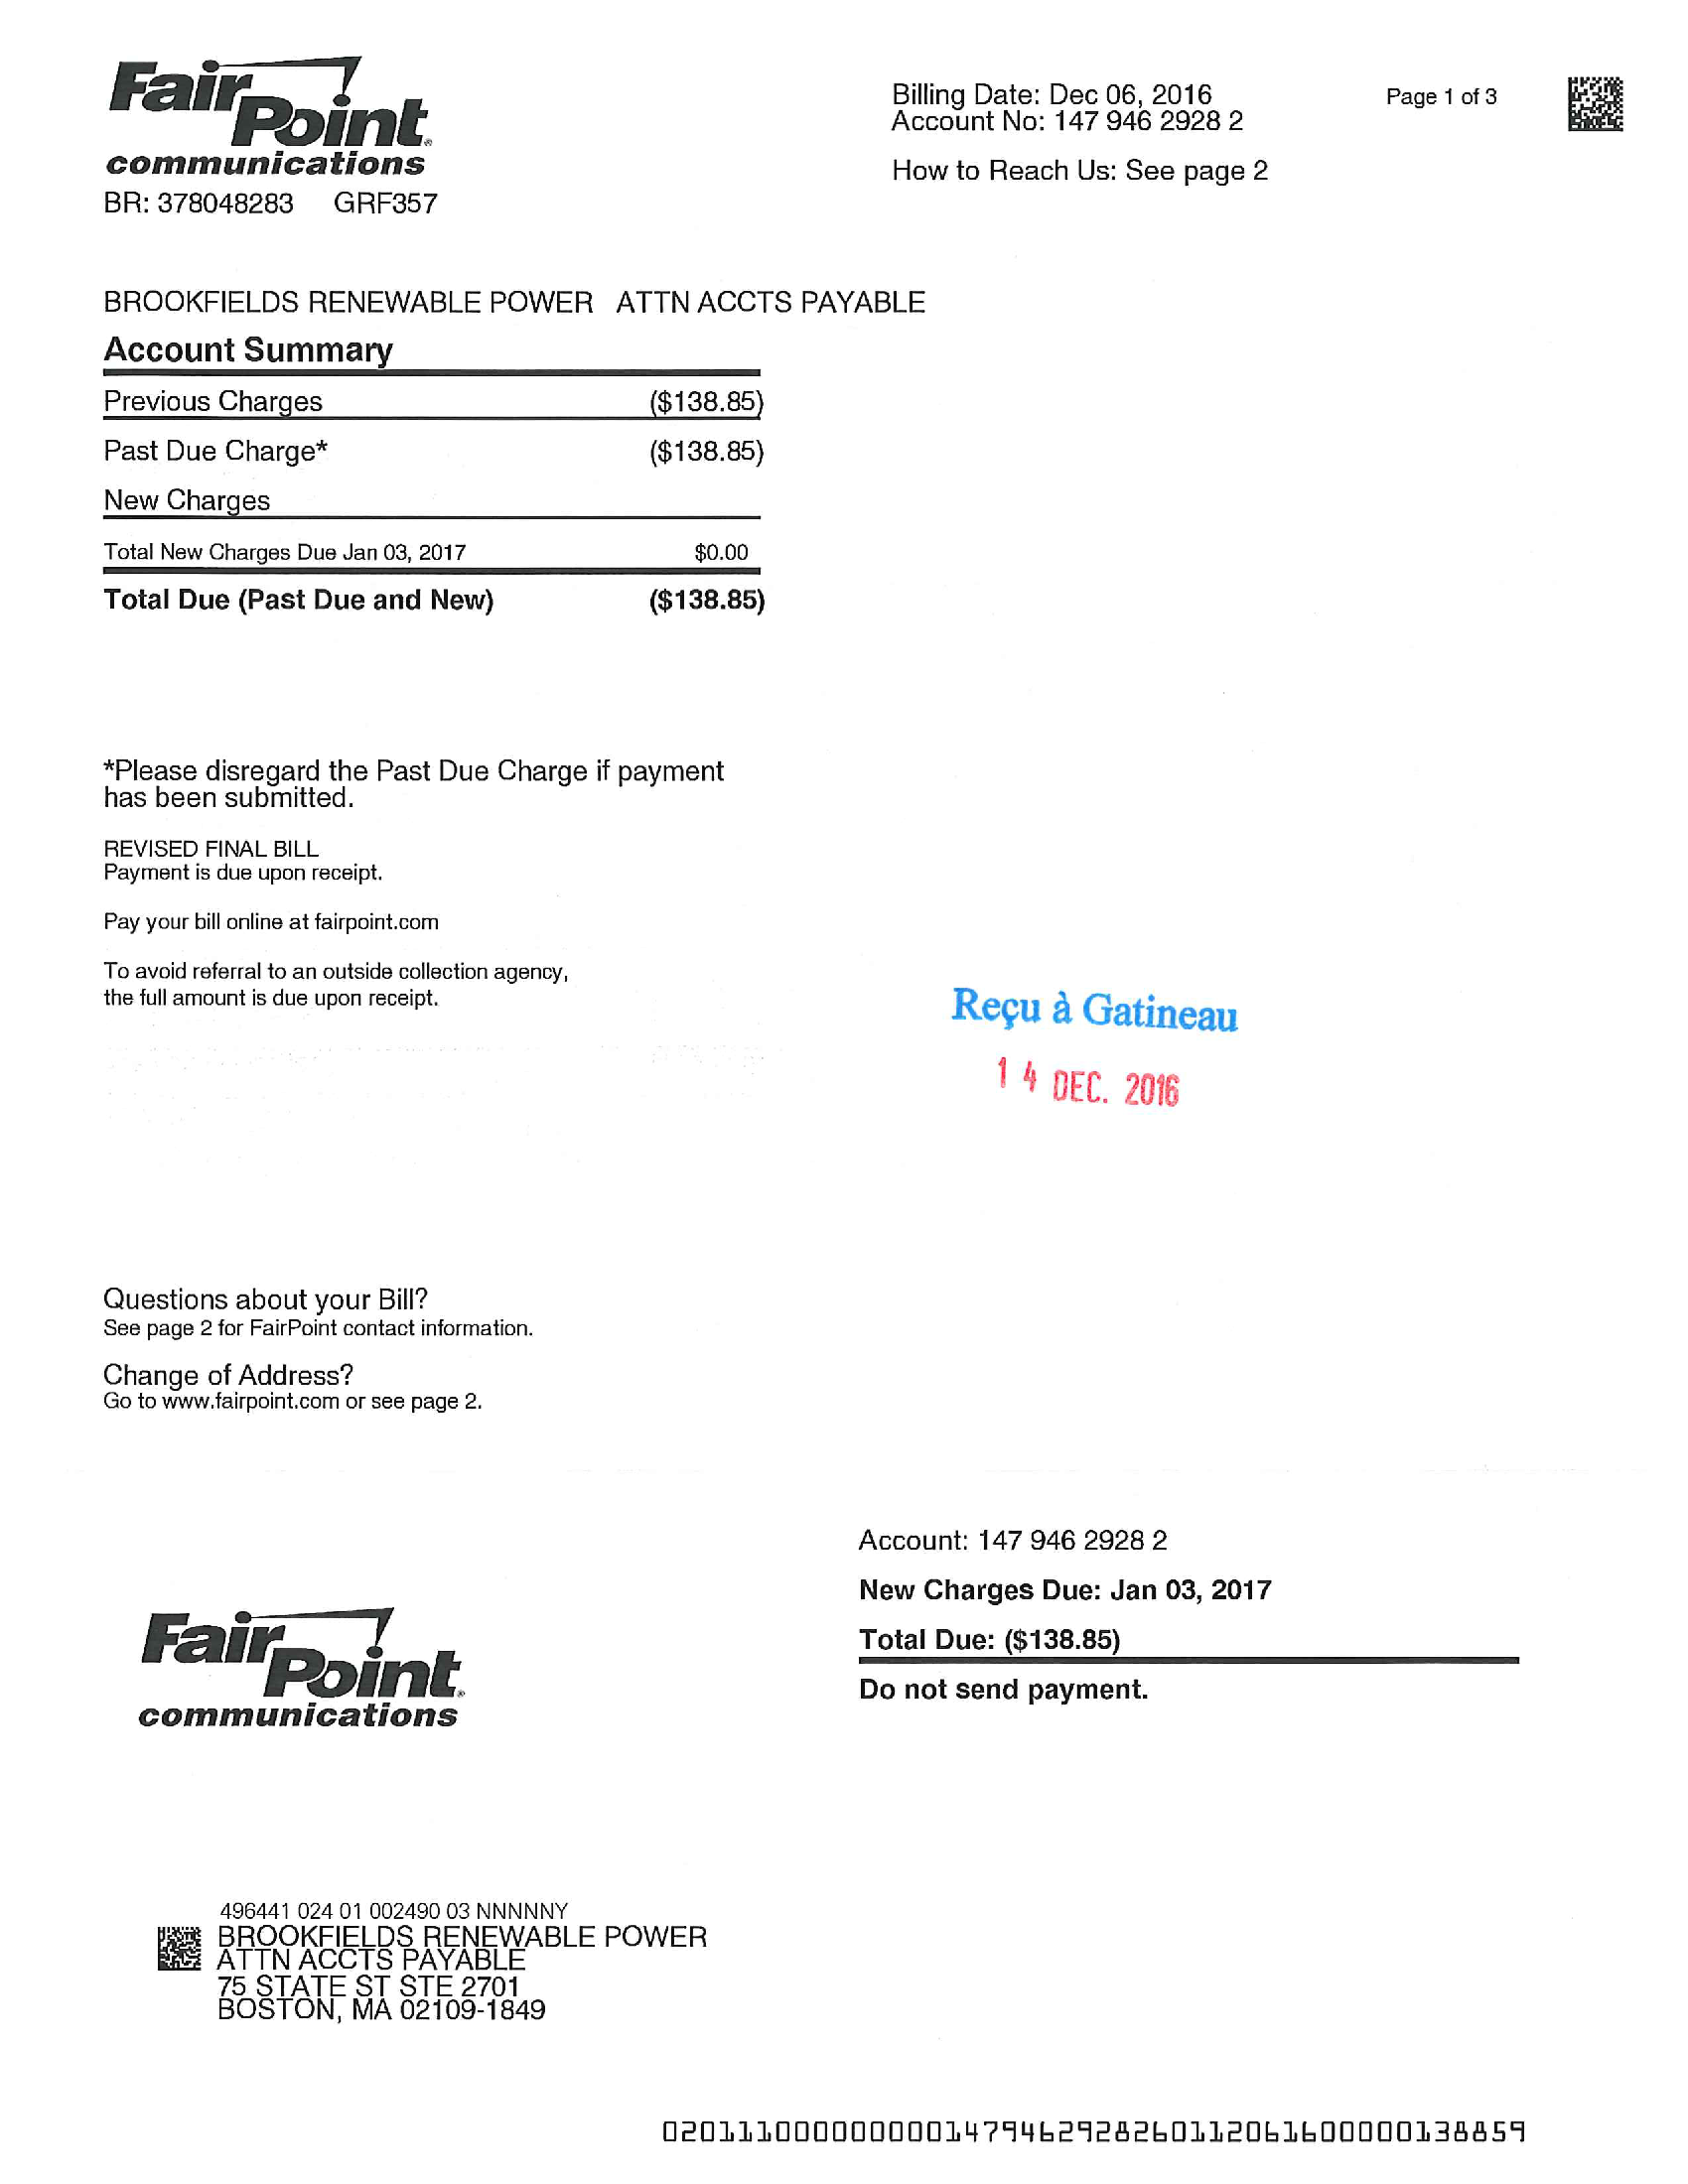 FairPoint®
communications
BR: 378048283 GRF357
Billing Date: Dec 06, 2016
Account No: 147 946 2928 2
How to Reach Us: See page 2
Page 1 of 3
BROOKFIELDS RENEWABLE POWER ATTN ACCTS PAYABLE
Account Summary
Previous Charges ($138.85)
Past Due Charge* ($138.85)
New Charges
Total New Charges Due Jan 03, 2017 $0.00
Total Due (Past Due and New) ($138.85)
*Please disregard the Past Due Charge if payment
has been submitted.
REVISED FINAL BILL
Payment is due upon receipt.
Pay your bill online at fairpoint.com
To avoid referral to an outside collection agency,
the full amount is due upon receipt.
Reçu à Gatineau
14 DEC. 2016
Questions about your Bill?
See page 2 for FairPoint contact information.
Change of Address?
Go to www.fairpoint.com or see page 2.
Account: 147 946 2928 2
New Charges Due: Jan 03, 2017
Total Due: ($138.85)
Do not send payment.
FairPoint®
communications
496441 024 01 002490 03 NNNNNY
BROOKFIELDS RENEWABLE POWER
ATTN ACCTS PAYABLE
75 STATE ST STE 2701
BOSTON, MA 02109-1849
0201110000000001479462928260112061600000138859